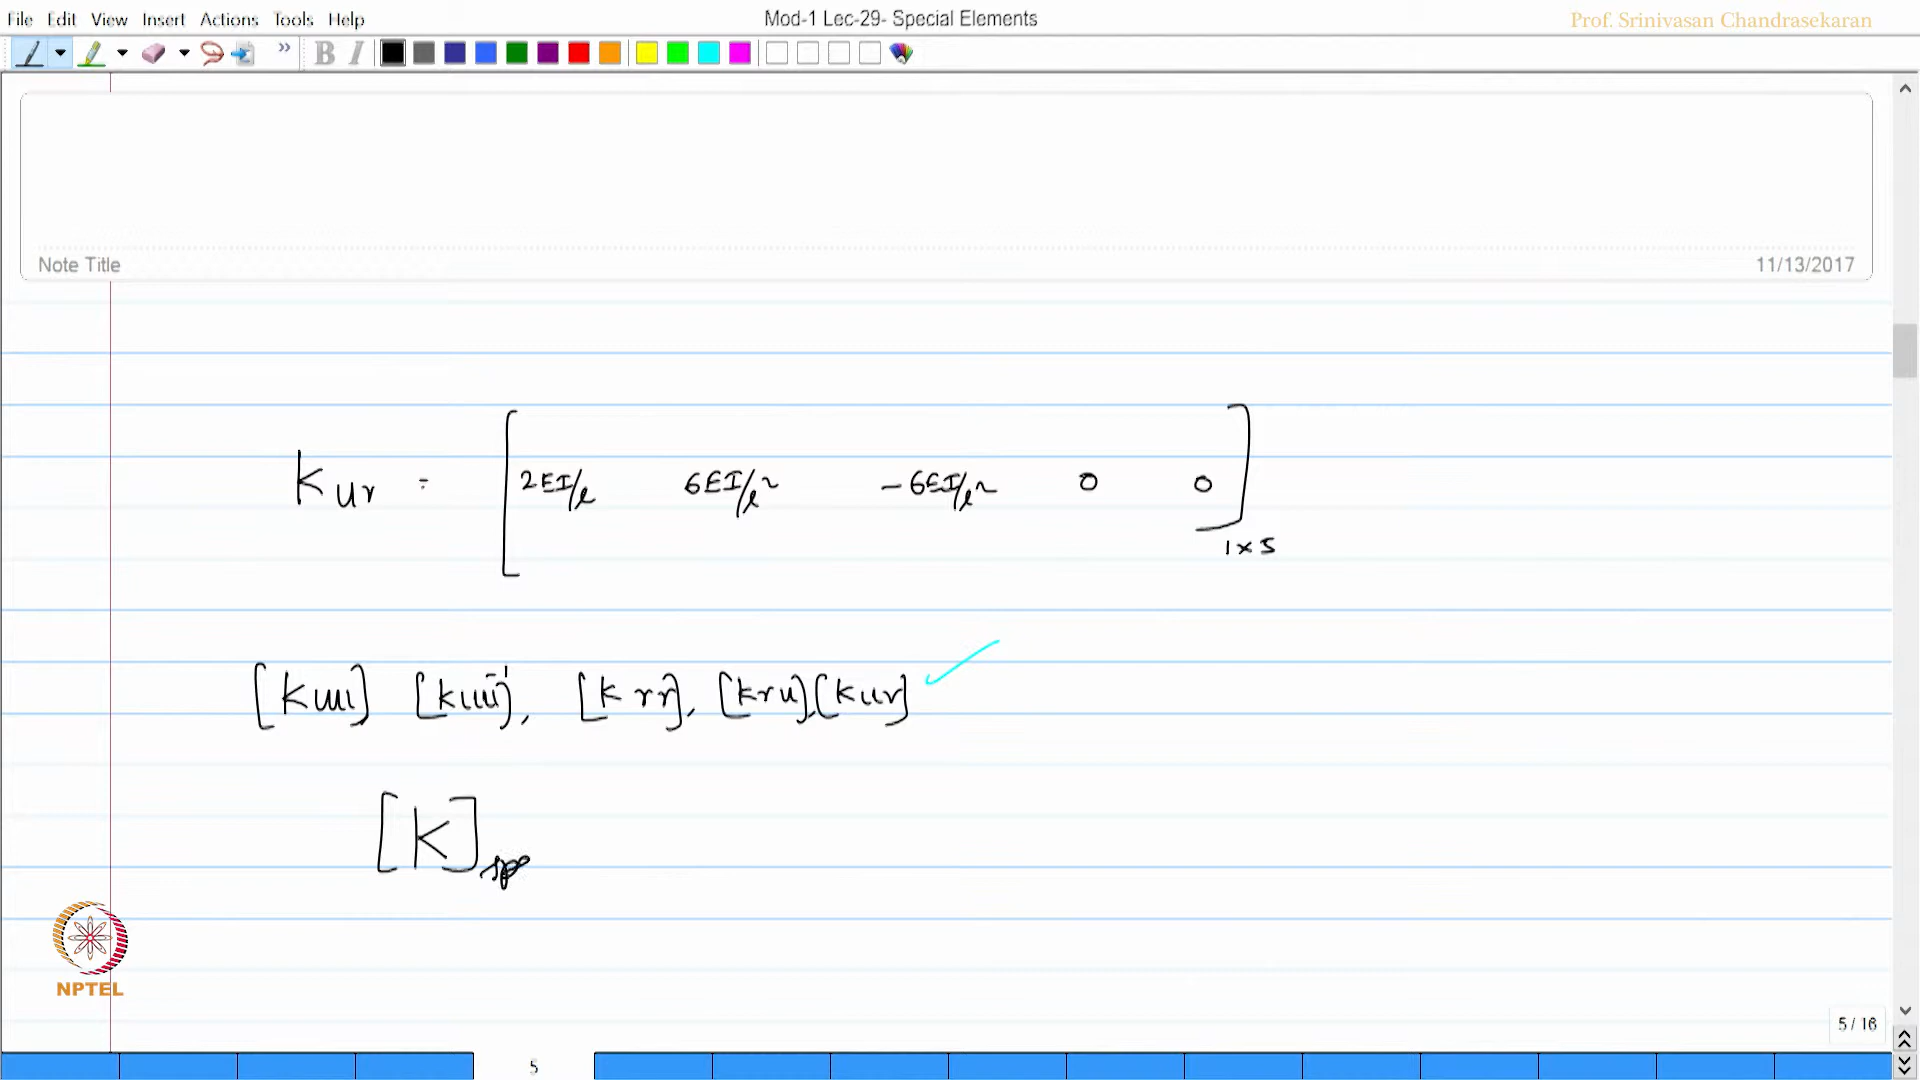 File Edit View Insert Actions Tools Help
Mod-1 Lec-29- Special Elements
Prof. Srinivasan Chandrasekaran
B I
Note Title
11/13/2017
Kur = [2EI/l 6EI/l² -6EI/l² 0 0]1×5
[Kuu] [Kuu]⁻¹, [Krr], [Kru], [Kur]
[K]sp
NPTEL
5 / 16
5